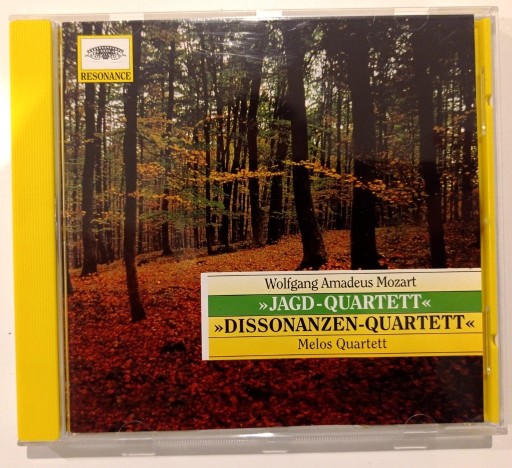 RESONANCE
Wolfgang Amadeus Mozart
»JAGD-QUARTETT«
»DISSONANZEN-QUARTETT«
Melos Quartett